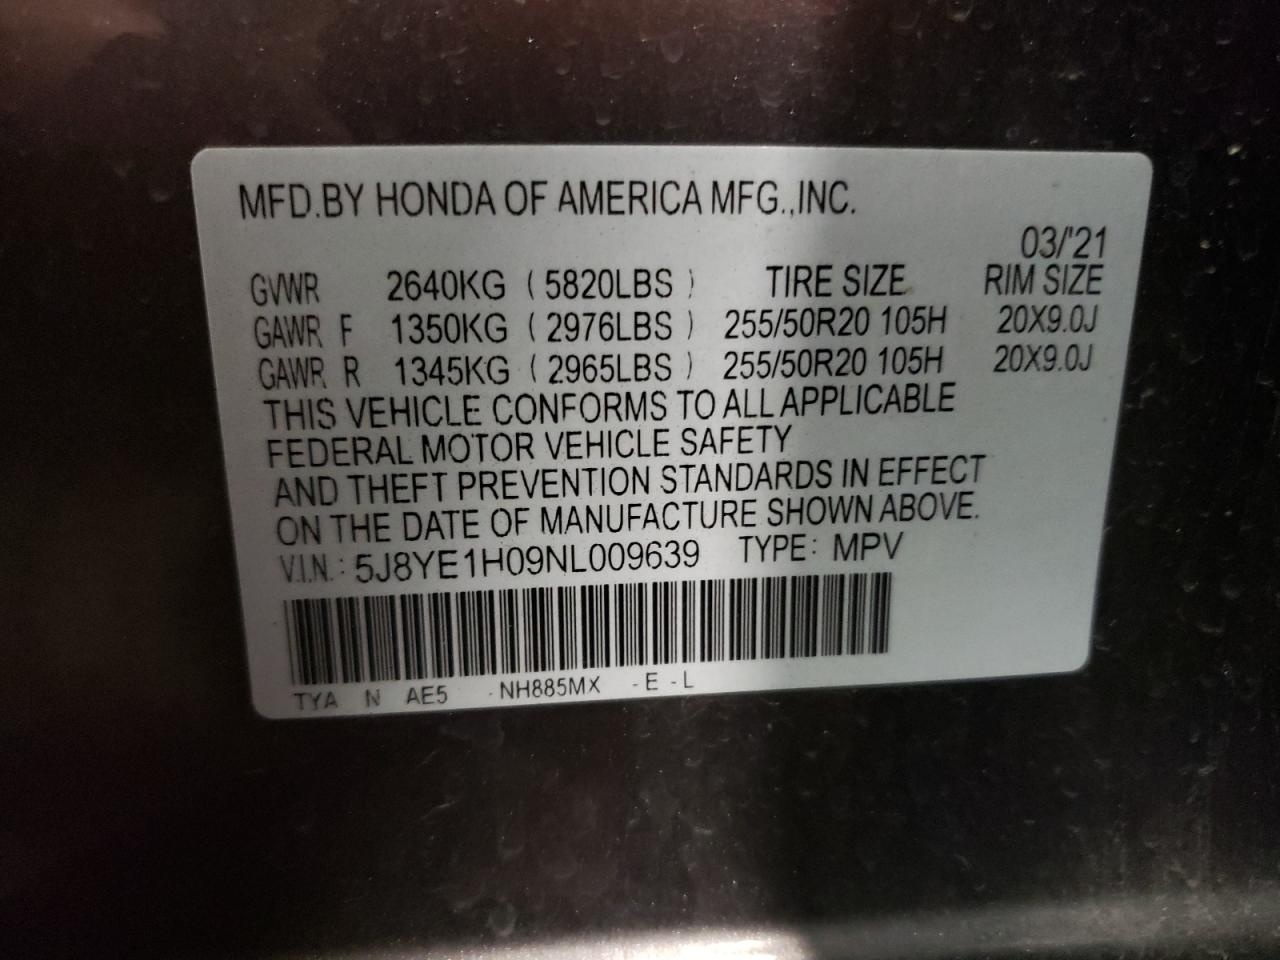 MFD.BY HONDA OF AMERICA MFG.,INC.
03/'21
GVWR 2640KG ( 5820LBS ) TIRE SIZE RIM SIZE
GAWR F 1350KG ( 2976LBS ) 255/50R20 105H 20X9.0J
GAWR R 1345KG ( 2965LBS ) 255/50R20 105H 20X9.0J
THIS VEHICLE CONFORMS TO ALL APPLICABLE
FEDERAL MOTOR VEHICLE SAFETY
AND THEFT PREVENTION STANDARDS IN EFFECT
ON THE DATE OF MANUFACTURE SHOWN ABOVE.
V.I.N.: 5J8YE1H09NL009639 TYPE: MPV
TYA N AE5 -NH885MX -E -L